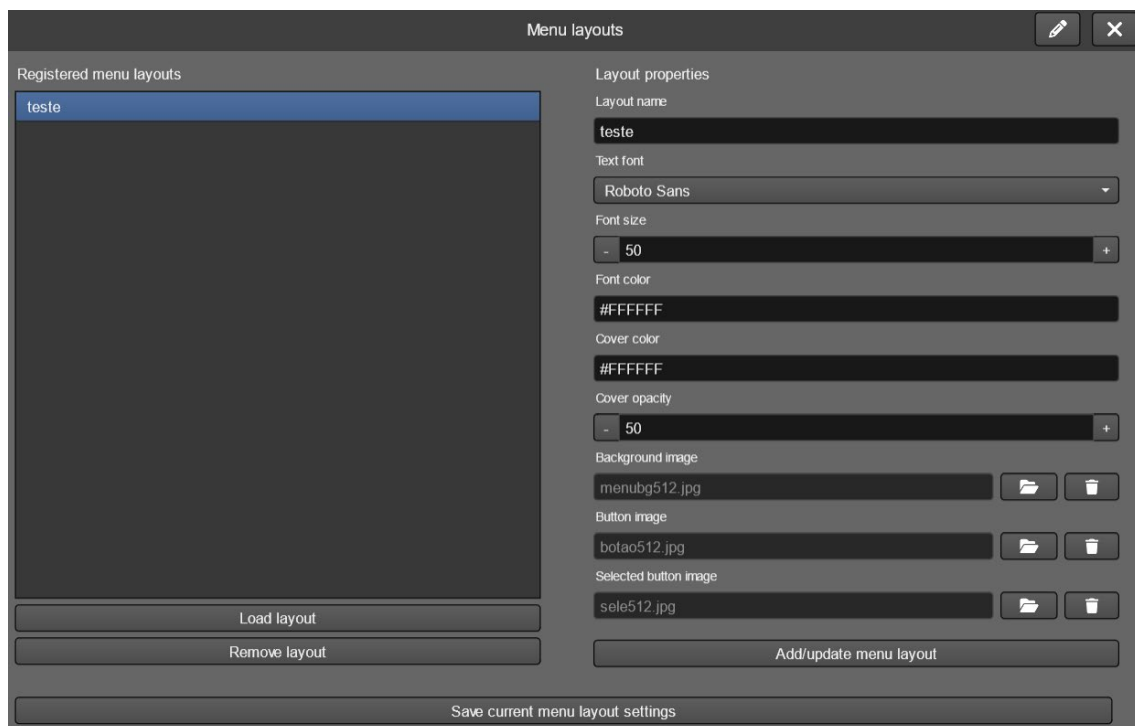 Menu layouts
Registered menu layouts
teste
Load layout
Remove layout
Layout properties
Layout name
teste
Text font
Roboto Sans
Font size
- 50 +
Font color
#FFFFFF
Cover color
#FFFFFF
Cover opacity
- 50 +
Background image
menubg512.jpg
Button image
botao512.jpg
Selected button image
sele512.jpg
Add/update menu layout
Save current menu layout settings